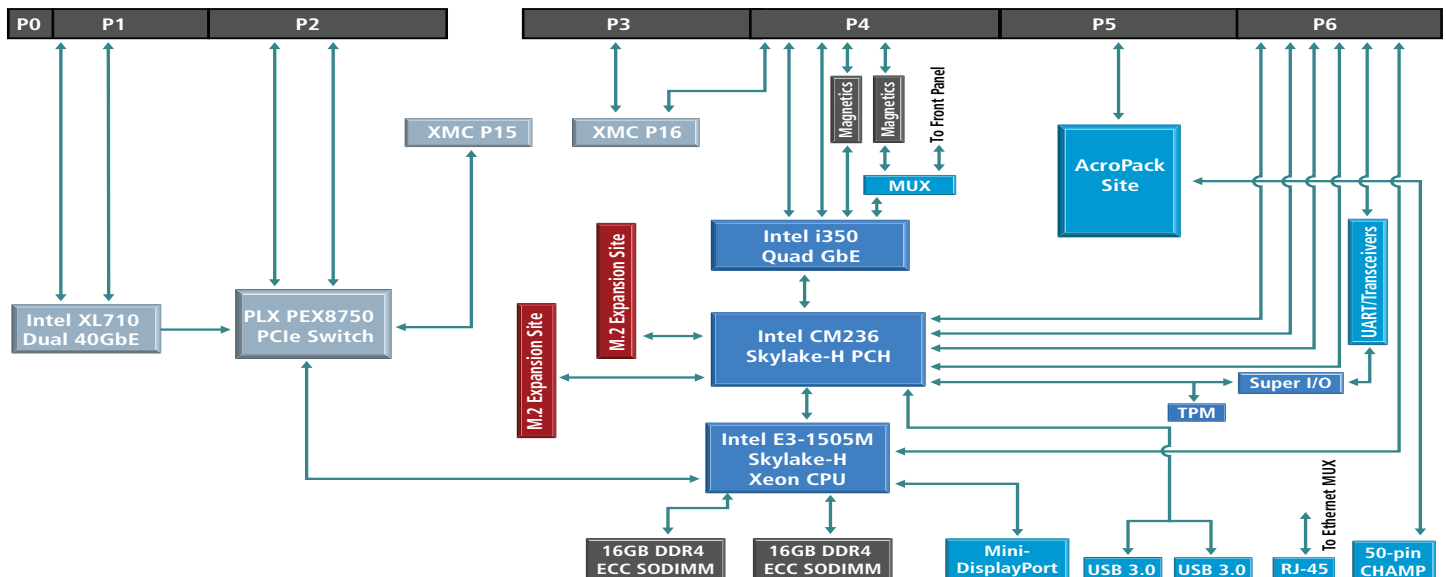 P0
P1
P2
P3
P4
P5
P6
XMC P15
XMC P16
Magnetics
Magnetics
To Front Panel
MUX
AcroPack
Site
Intel i350
Quad GbE
M.2 Expansion Site
M.2 Expansion Site
UART/Transceivers
Intel XL710
Dual 40GbE
PLX PEX8750
PCIe Switch
Intel CM236
Skylake-H PCH
Super I/O
TPM
Intel E3-1505M
Skylake-H
Xeon CPU
To Ethernet MUX
16GB DDR4
ECC SODIMM
16GB DDR4
ECC SODIMM
Mini-
DisplayPort
USB 3.0
USB 3.0
RJ-45
50-pin
CHAMP